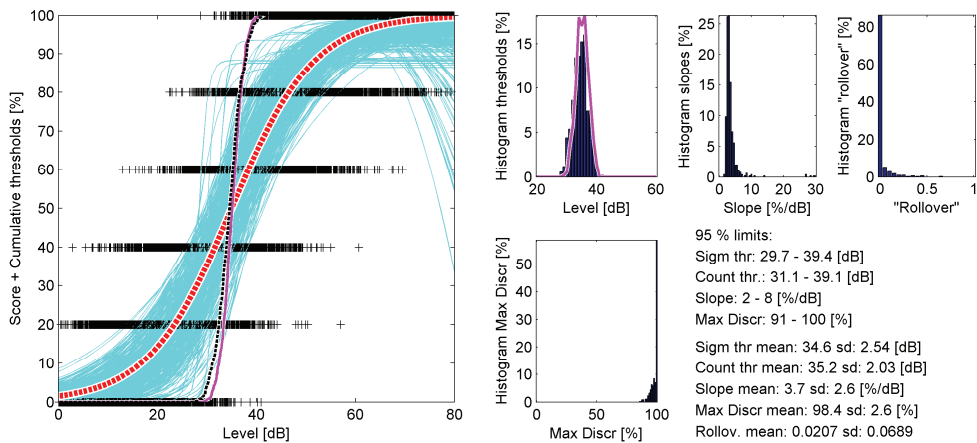 Score + Cumulative thresholds [%]
100
90
80
70
60
50
40
30
20
10
0
0 20 40 60 80
Level [dB]
Histogram thresholds [%]
15
10
5
0
20 40 60
Level [dB]
Histogram slopes [%]
25
20
15
10
5
0
0 10 20 30
Slope [%/dB]
Histogram "rollover" [%]
80
60
40
20
0
0 0.5 1
"Rollover"
Histogram Max Discr [%]
50
40
30
20
10
0
0 50 100
Max Discr [%]
95 % limits:
Sigm thr: 29.7 - 39.4 [dB]
Count thr.: 31.1 - 39.1 [dB]
Slope: 2 - 8 [%/dB]
Max Discr: 91 - 100 [%]
Sigm thr mean: 34.6 sd: 2.54 [dB]
Count thr mean: 35.2 sd: 2.03 [dB]
Slope mean: 3.7 sd: 2.6 [%/dB]
Max Discr mean: 98.4 sd: 2.6 [%]
Rollov. mean: 0.0207 sd: 0.0689